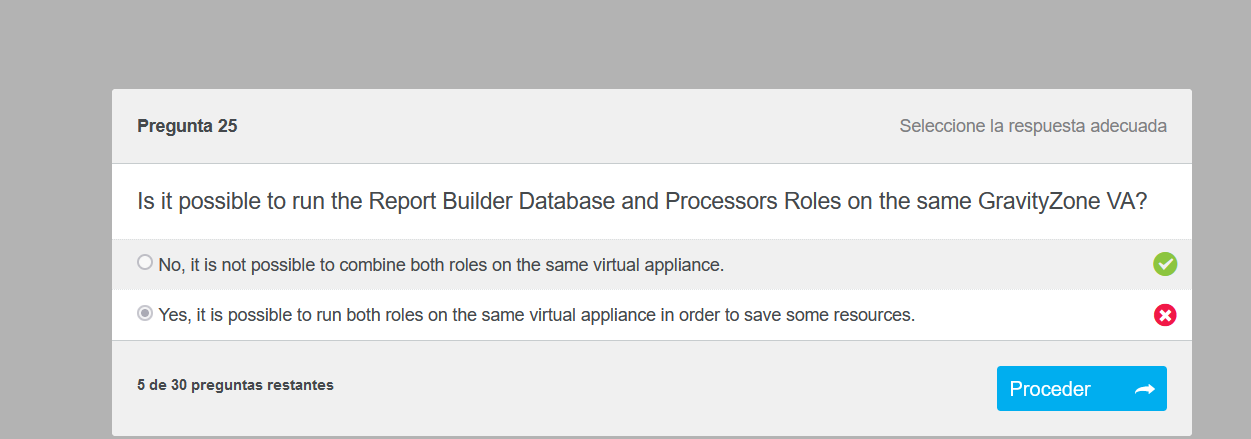 Pregunta 25
Seleccione la respuesta adecuada
Is it possible to run the Report Builder Database and Processors Roles on the same GravityZone VA?
No, it is not possible to combine both roles on the same virtual appliance.
Yes, it is possible to run both roles on the same virtual appliance in order to save some resources.
5 de 30 preguntas restantes
Proceder